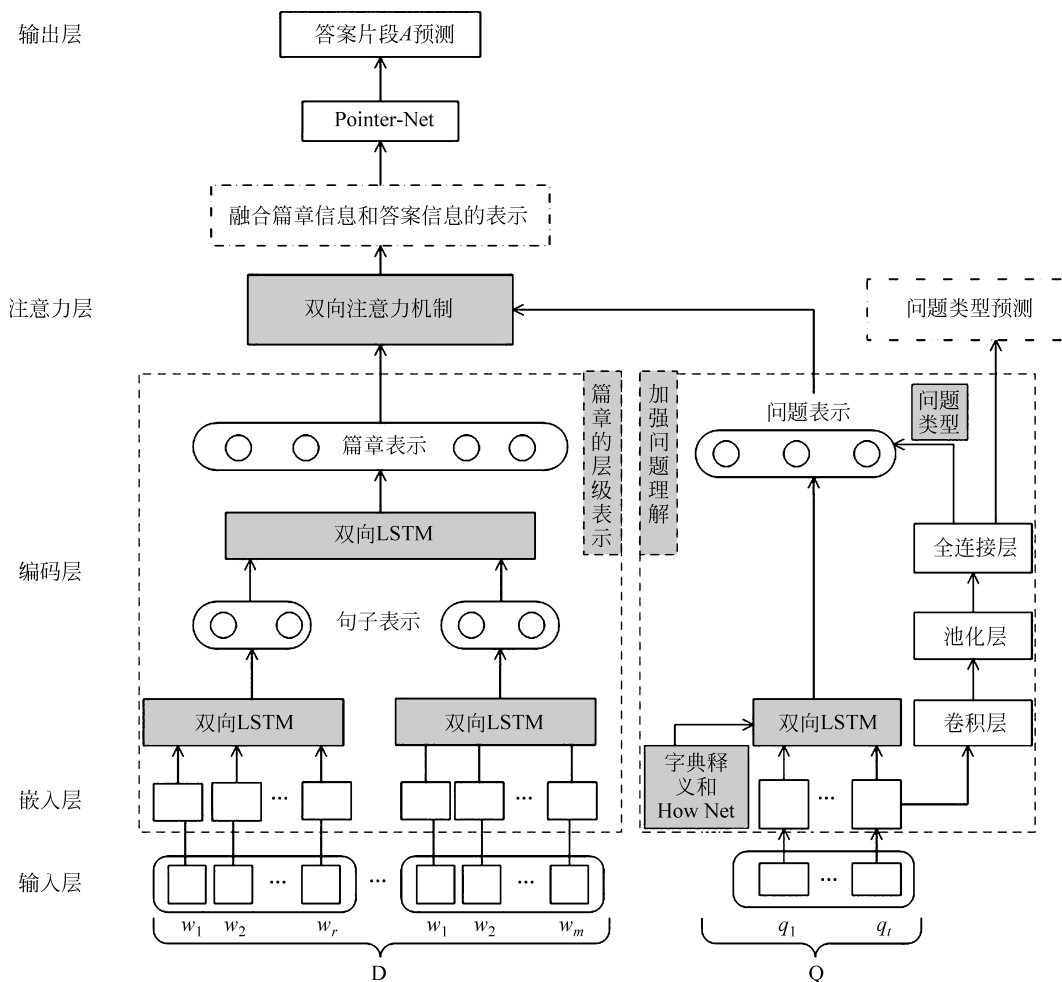 输出层
答案片段A预测
Pointer-Net
融合篇章信息和答案信息的表示
注意力层
双向注意力机制
问题类型预测
篇章的层级表示
加强问题理解
篇章表示
问题表示
问题
类型
双向LSTM
全连接层
编码层
句子表示
池化层
双向LSTM
双向LSTM
双向LSTM
卷积层
嵌入层
...
...
字典释
义和
How Net
...
输入层
...
...
...
...
w1 w2 wr w1 w2 wm q1 qt
D
Q